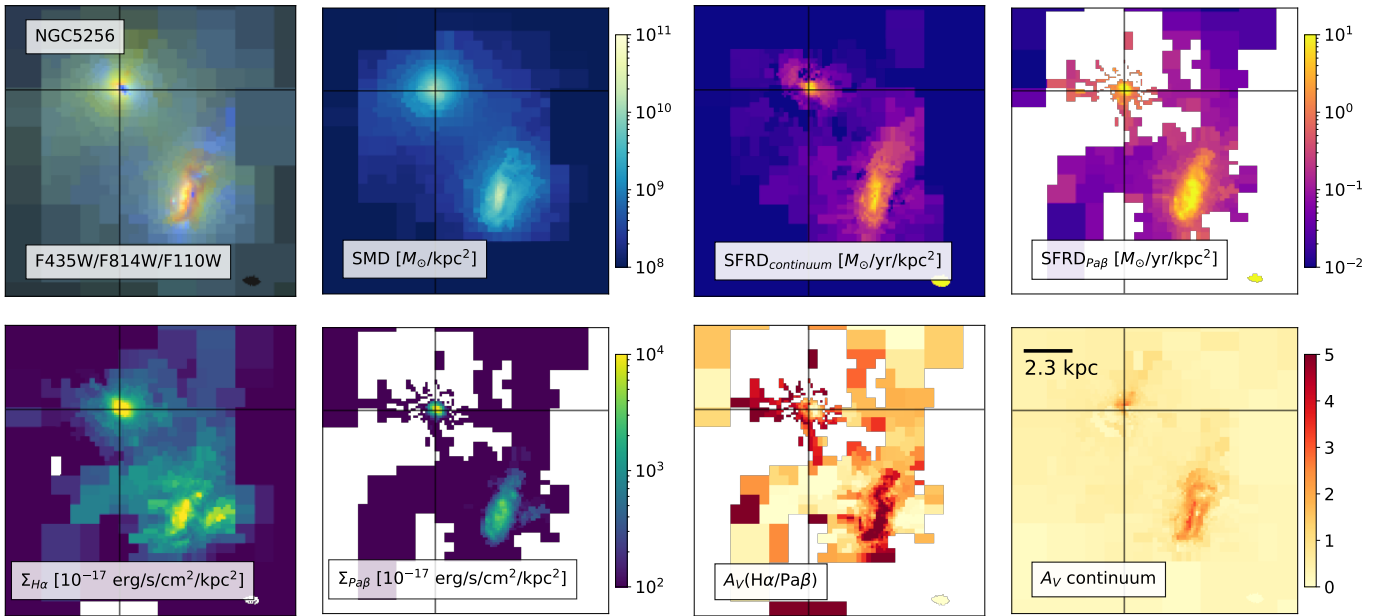 NGC5256
F435W/F814W/F110W
SMD [M⊙/kpc²]
10¹¹
10¹⁰
10⁹
10⁸
SFRD_continuum [M⊙/yr/kpc²]
SFRD_Paβ [M⊙/yr/kpc²]
10¹
10⁰
10⁻¹
10⁻²
Σ_Hα [10⁻¹⁷ erg/s/cm²/kpc²]
Σ_Paβ [10⁻¹⁷ erg/s/cm²/kpc²]
10⁴
10³
10²
A_V(Hα/Paβ)
2.3 kpc
A_V continuum
5
4
3
2
1
0